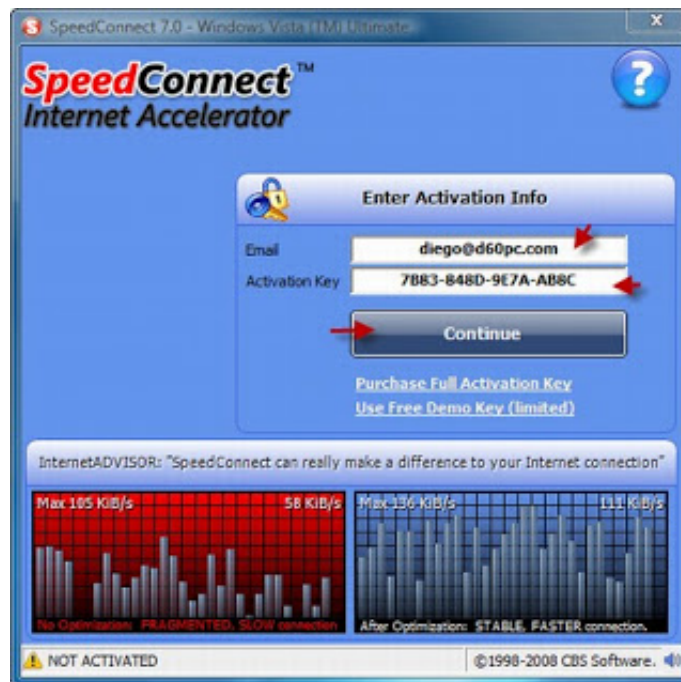 SpeedConnect 7.0 - Windows Vista (TM) Ultimate
X
SpeedConnect™
Internet Accelerator
?
Enter Activation Info
Email diego@d60pc.com
Activation Key 7B83-848D-9E7A-AB8C
Continue
Purchase Full Activation Key
Use Free Demo Key (limited)
InternetADVISOR: "SpeedConnect can really make a difference to your Internet connection"
Max 105 KiB/s 58 KiB/s
Max 136 KiB/s 111 KiB/s
No Optimization: FRAGMENTED, SLOW connection
After Optimization: STABLE, FASTER connection.
NOT ACTIVATED
©1998-2008 CBS Software.